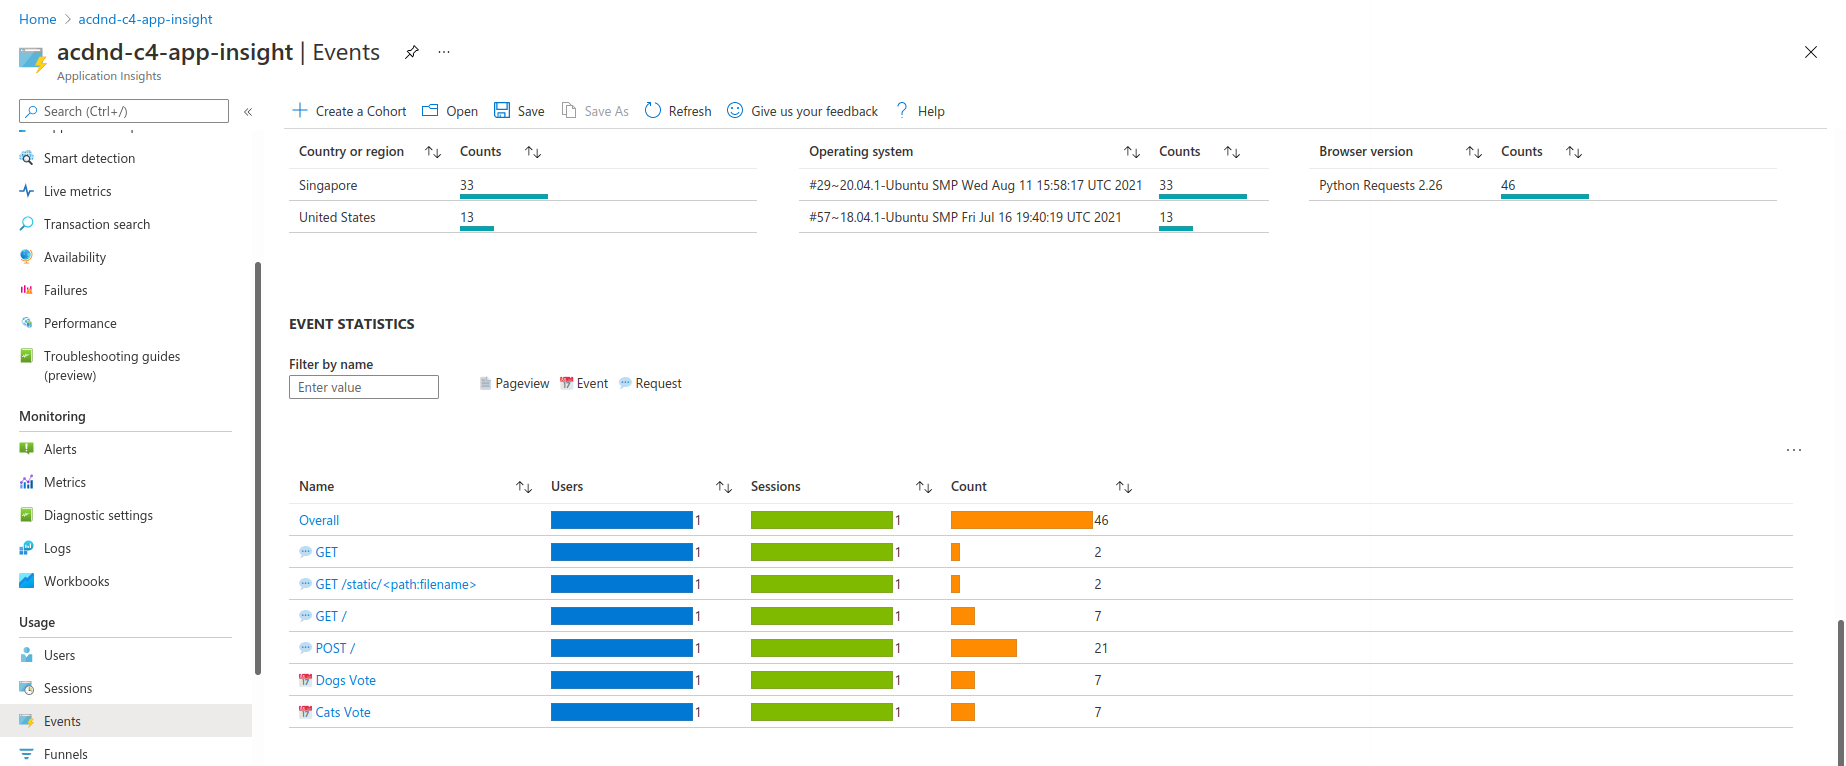 Home > acdnd-c4-app-insight
acdnd-c4-app-insight | Events
Application Insights
Search (Ctrl+/)
Smart detection
Live metrics
Transaction search
Availability
Failures
Performance
Troubleshooting guides
(preview)
Monitoring
Alerts
Metrics
Diagnostic settings
Logs
Workbooks
Usage
Users
Sessions
Events
Funnels
Create a Cohort Open Save Save As Refresh Give us your feedback ? Help
Country or region Counts
Singapore 33
United States 13
Operating system Counts
#29~20.04.1-Ubuntu SMP Wed Aug 11 15:58:17 UTC 2021 33
#57~18.04.1-Ubuntu SMP Fri Jul 16 19:40:19 UTC 2021 13
Browser version Counts
Python Requests 2.26 46
EVENT STATISTICS
Filter by name
Enter value
Pageview Event Request
Name Users Sessions Count
Overall 1 1 46
GET 1 1 2
GET /static/<path:filename> 1 1 2
GET / 1 1 7
POST / 1 1 21
Dogs Vote 1 1 7
Cats Vote 1 1 7